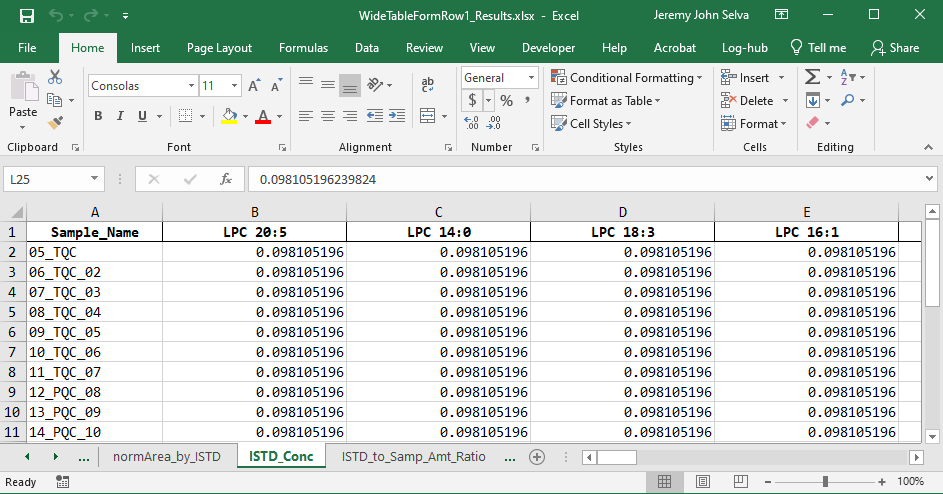 WideTableFormRow1_Results.xlsx - Excel
Jeremy John Selva
File Home Insert Page Layout Formulas Data Review View Developer Help Acrobat Log-hub Tell me Share
Paste
Clipboard
Consolas 11
A A
B I U A
Font
ab
Alignment
General
$ % ,
.00 .00
Number
Conditional Formatting
Format as Table
Cell Styles
Styles
Insert
Delete
Format
Cells
Editing
L25 fx 0.098105196239824
A B C D E
1 Sample_Name LPC 20:5 LPC 14:0 LPC 18:3 LPC 16:1
2 05_TQC 0.098105196 0.098105196 0.098105196 0.098105196
3 06_TQC_02 0.098105196 0.098105196 0.098105196 0.098105196
4 07_TQC_03 0.098105196 0.098105196 0.098105196 0.098105196
5 08_TQC_04 0.098105196 0.098105196 0.098105196 0.098105196
6 09_TQC_05 0.098105196 0.098105196 0.098105196 0.098105196
7 10_TQC_06 0.098105196 0.098105196 0.098105196 0.098105196
8 11_TQC_07 0.098105196 0.098105196 0.098105196 0.098105196
9 12_PQC_08 0.098105196 0.098105196 0.098105196 0.098105196
10 13_PQC_09 0.098105196 0.098105196 0.098105196 0.098105196
11 14_PQC_10 0.098105196 0.098105196 0.098105196 0.098105196
... normArea_by_ISTD ISTD_Conc ISTD_to_Samp_Amt_Ratio ...
Ready 100%